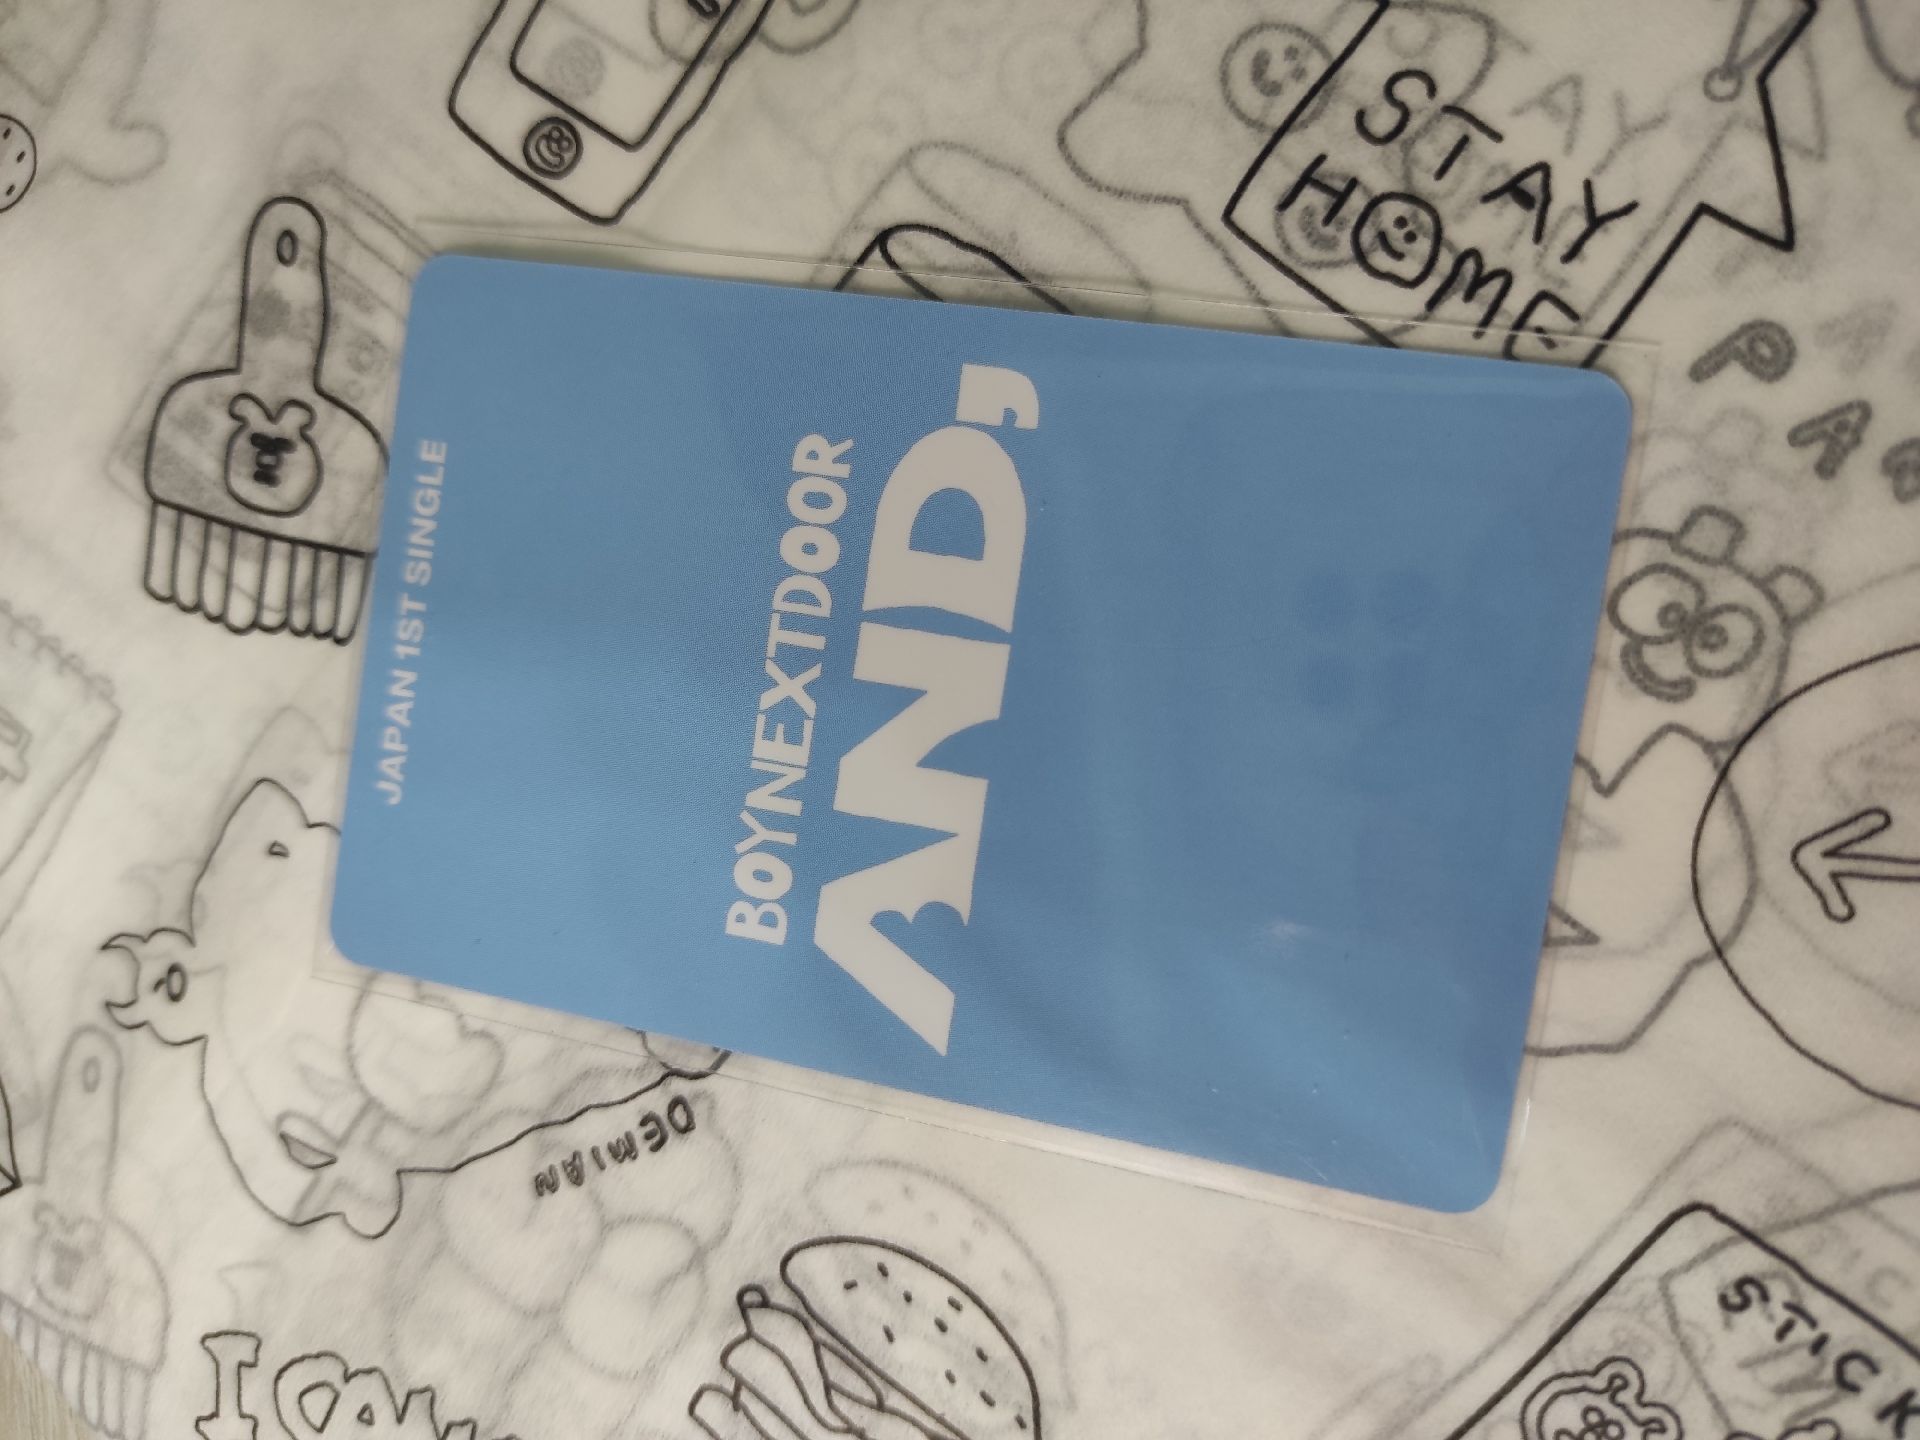 JAPAN 1ST SINGLE
BOYNEXTDOOR
AND,
STAY
HOME
DEMIAN
STICK